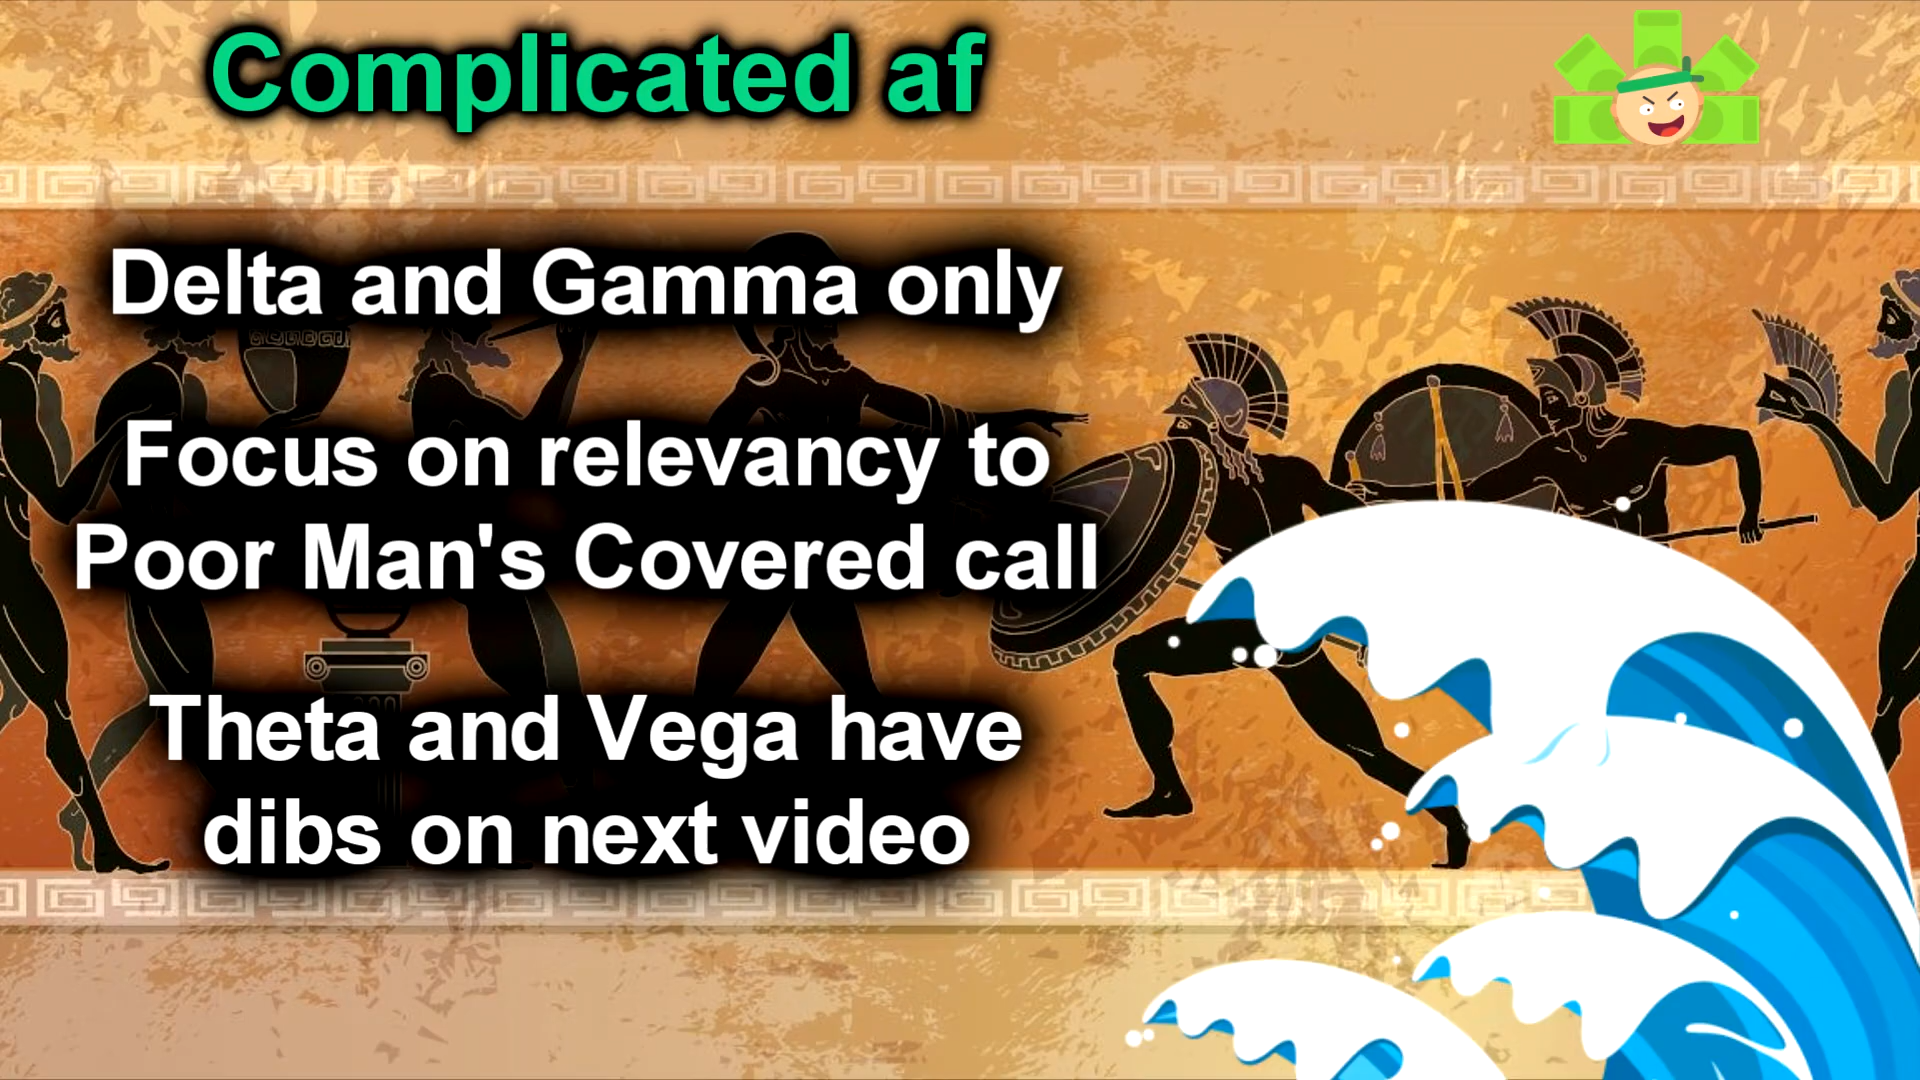 Complicated af
Delta and Gamma only
Focus on relevancy to
Poor Man's Covered call
Theta and Vega have
dibs on next video